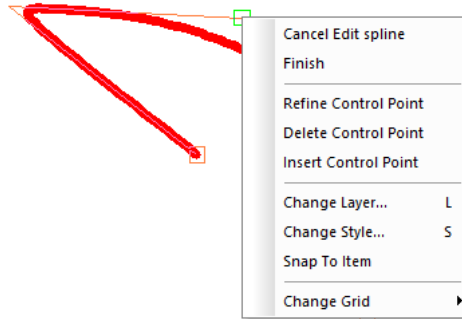 Cancel Edit spline
Finish
Refine Control Point
Delete Control Point
Insert Control Point
Change Layer... L
Change Style... S
Snap To Item
Change Grid